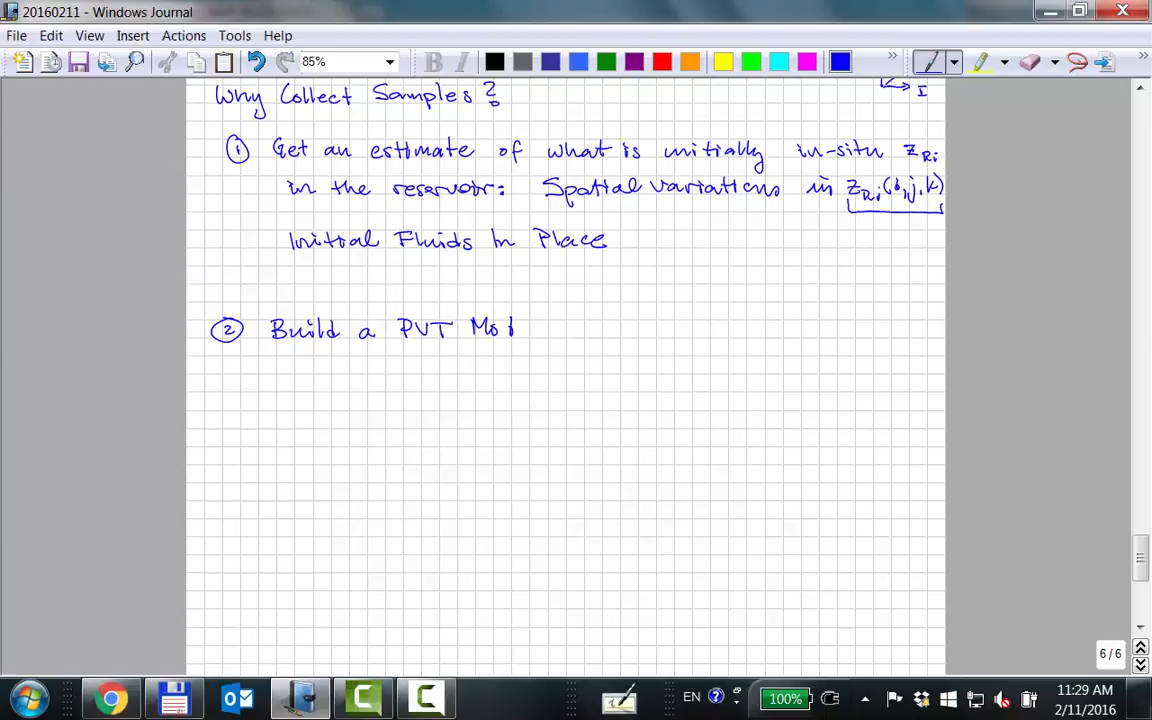 20160211 - Windows Journal
File Edit View Insert Actions Tools Help
85%
Why Collect Samples ?
I
① Get an estimate of what is initially in-situ zRi
in the reservoir: Spatial variations in zRi(i,j,k)
Initial Fluids In Place
② Build a PVT Mod
6 / 6
EN 100% 11:29 AM
2/11/2016